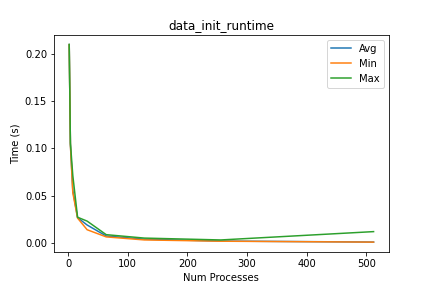 data_init_runtime
Avg
Min
Max
Time (s)
0.20
0.15
0.10
0.05
0.00
0 100 200 300 400 500
Num Processes